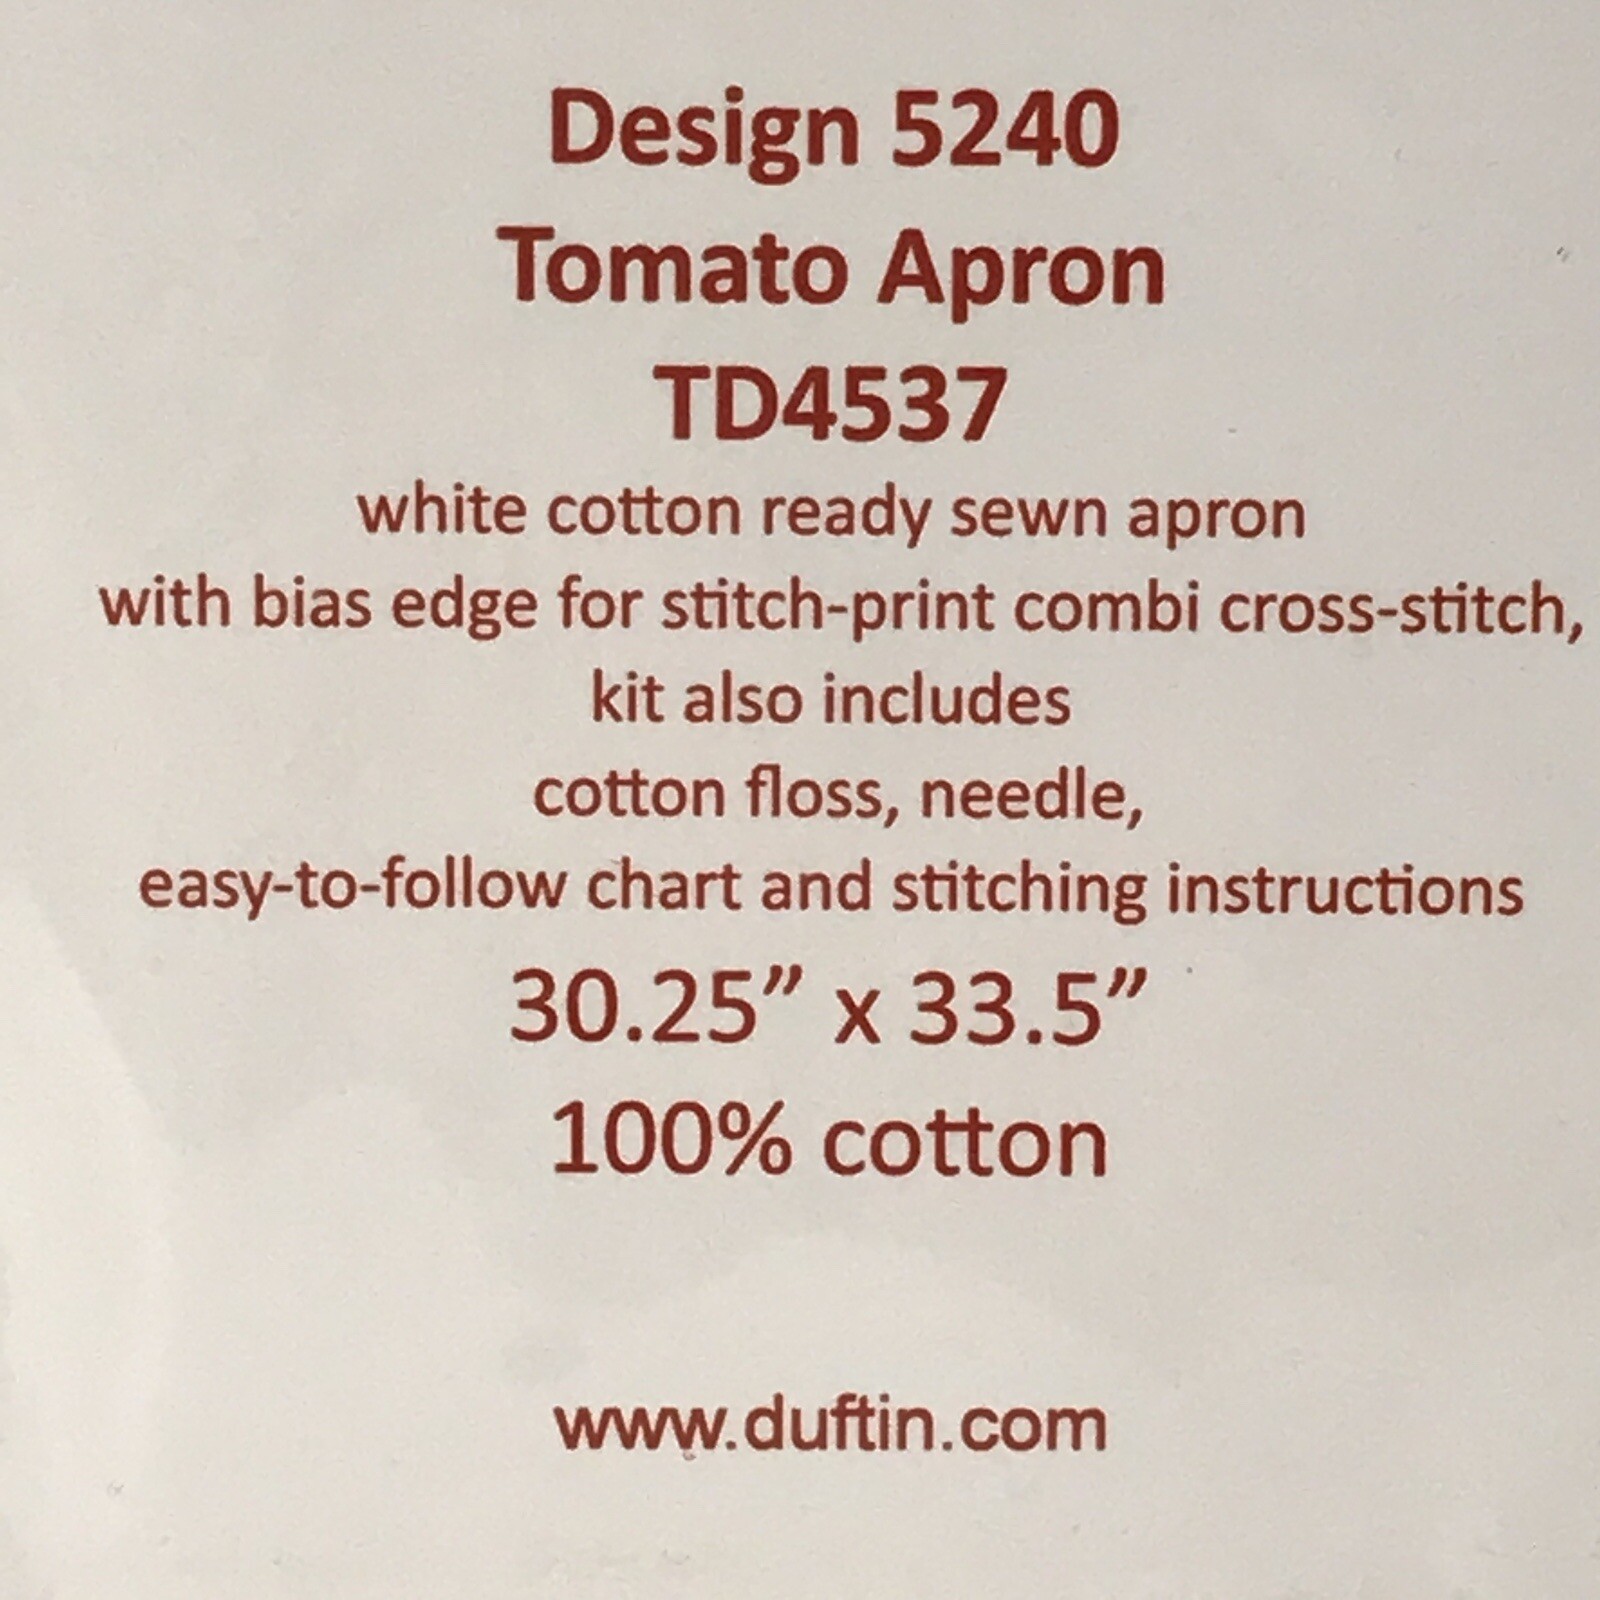 Design 5240
Tomato Apron
TD4537
white cotton ready sewn apron
with bias edge for stitch-print combi cross-stitch,
kit also includes
cotton floss, needle,
easy-to-follow chart and stitching instructions
30.25” x 33.5”
100% cotton
www.duftin.com